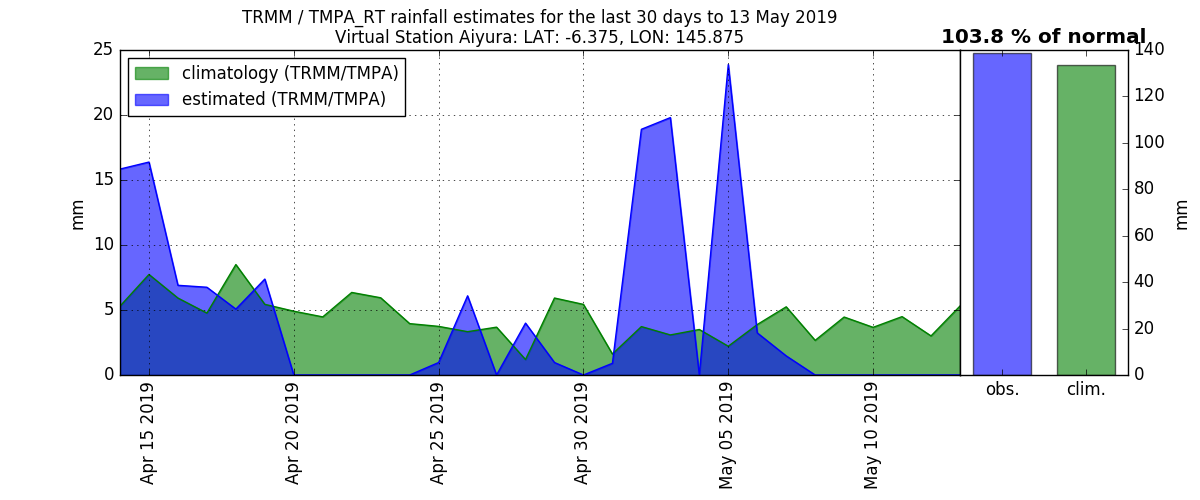 TRMM / TMPA_RT rainfall estimates for the last 30 days to 13 May 2019
Virtual Station Aiyura: LAT: -6.375, LON: 145.875
103.8 % of normal
climatology (TRMM/TMPA)
estimated (TRMM/TMPA)
25
20
15
10
5
0
mm
Apr 15 2019
Apr 20 2019
Apr 25 2019
Apr 30 2019
May 05 2019
May 10 2019
140
120
100
80
60
40
20
0
mm
obs.
clim.